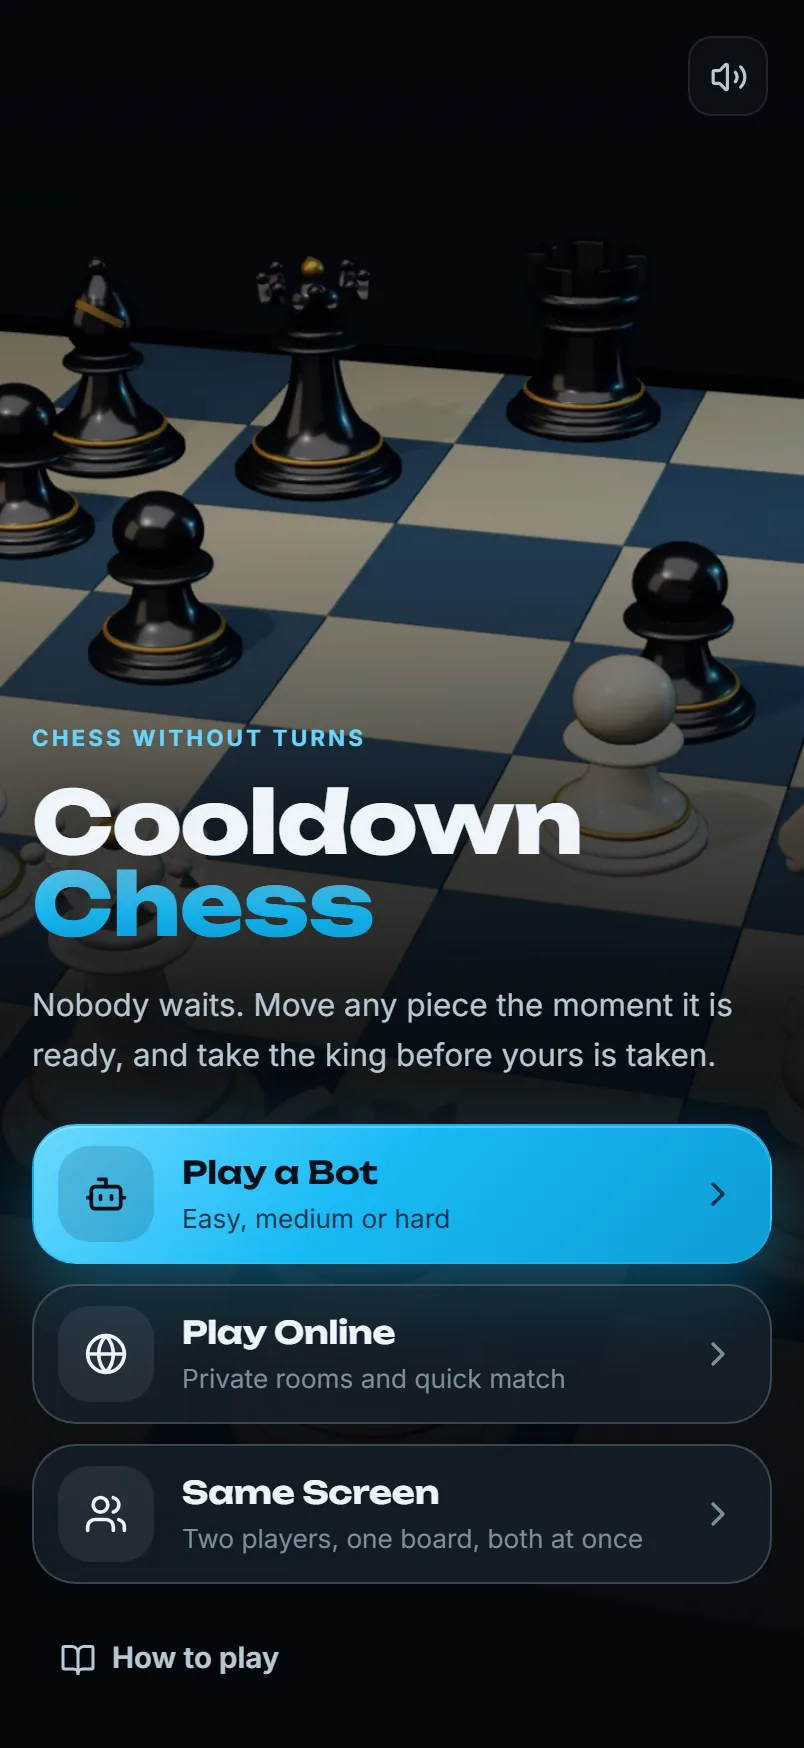 CHESS WITHOUT TURNS
Cooldown
Chess
Nobody waits. Move any piece the moment it is
ready, and take the king before yours is taken.
Play a Bot
Easy, medium or hard
Play Online
Private rooms and quick match
Same Screen
Two players, one board, both at once
How to play